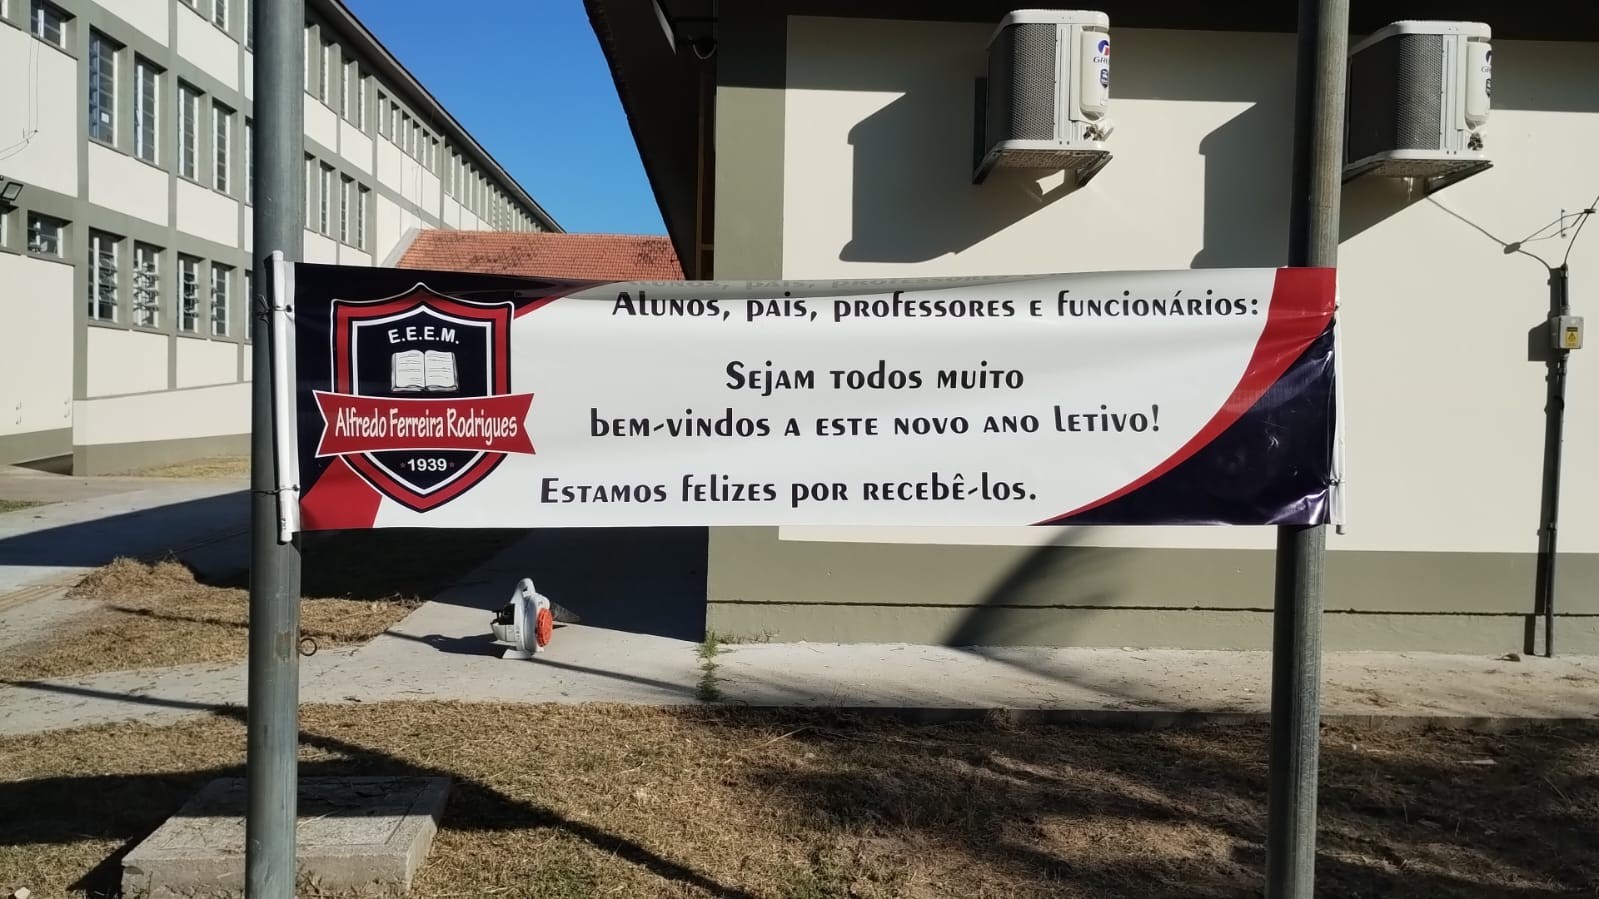 E.E.E.M.
Alfredo Ferreira Rodrigues
1939
Alunos, pais, professores e funcionários:
Sejam todos muito
bem-vindos a este novo ano letivo!
Estamos felizes por recebê-los.